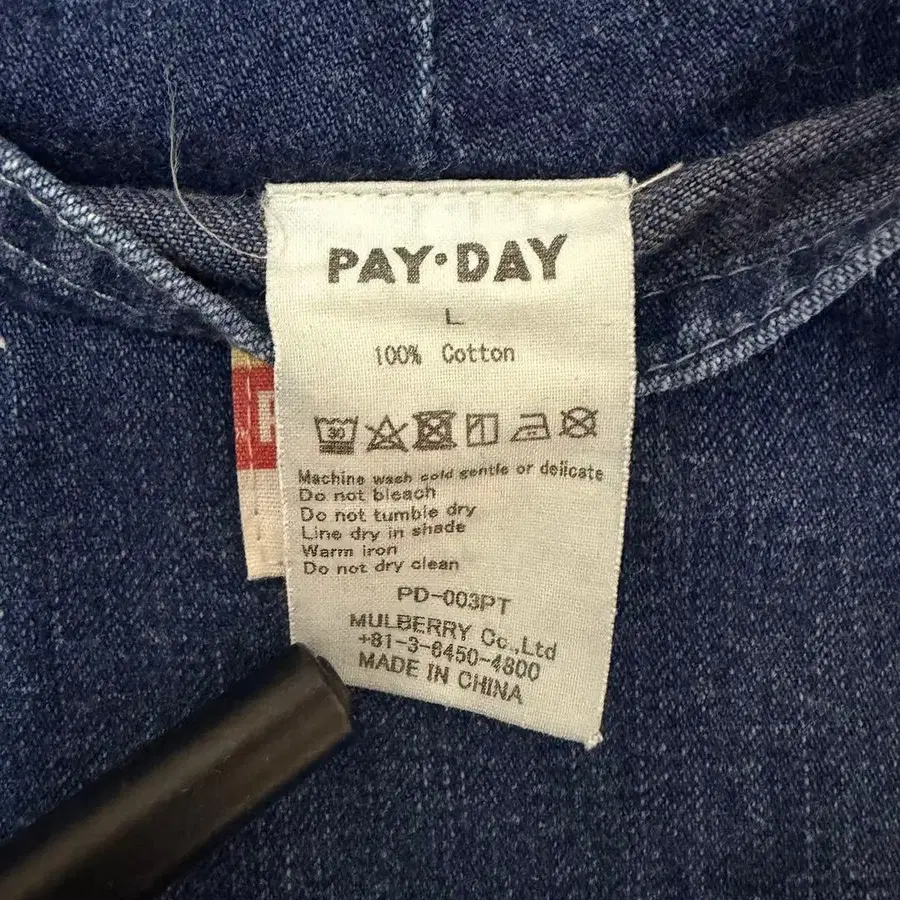 PAY•DAY
L
100% Cotton
30
Machine wash cold gentle or delicate
Do not bleach
Do not tumble dry
Line dry in shade
Warm iron
Do not dry clean
PD-003PT
MULBERRY Co.,Ltd
+81-3-6450-4800
MADE IN CHINA